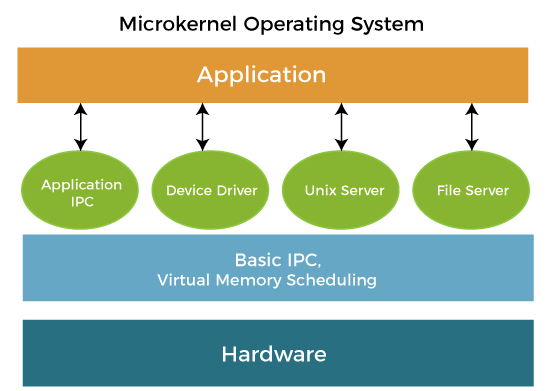 Microkernel Operating System
Application
Application
IPC
Device Driver
Unix Server
File Server
Basic IPC,
Virtual Memory Scheduling
Hardware